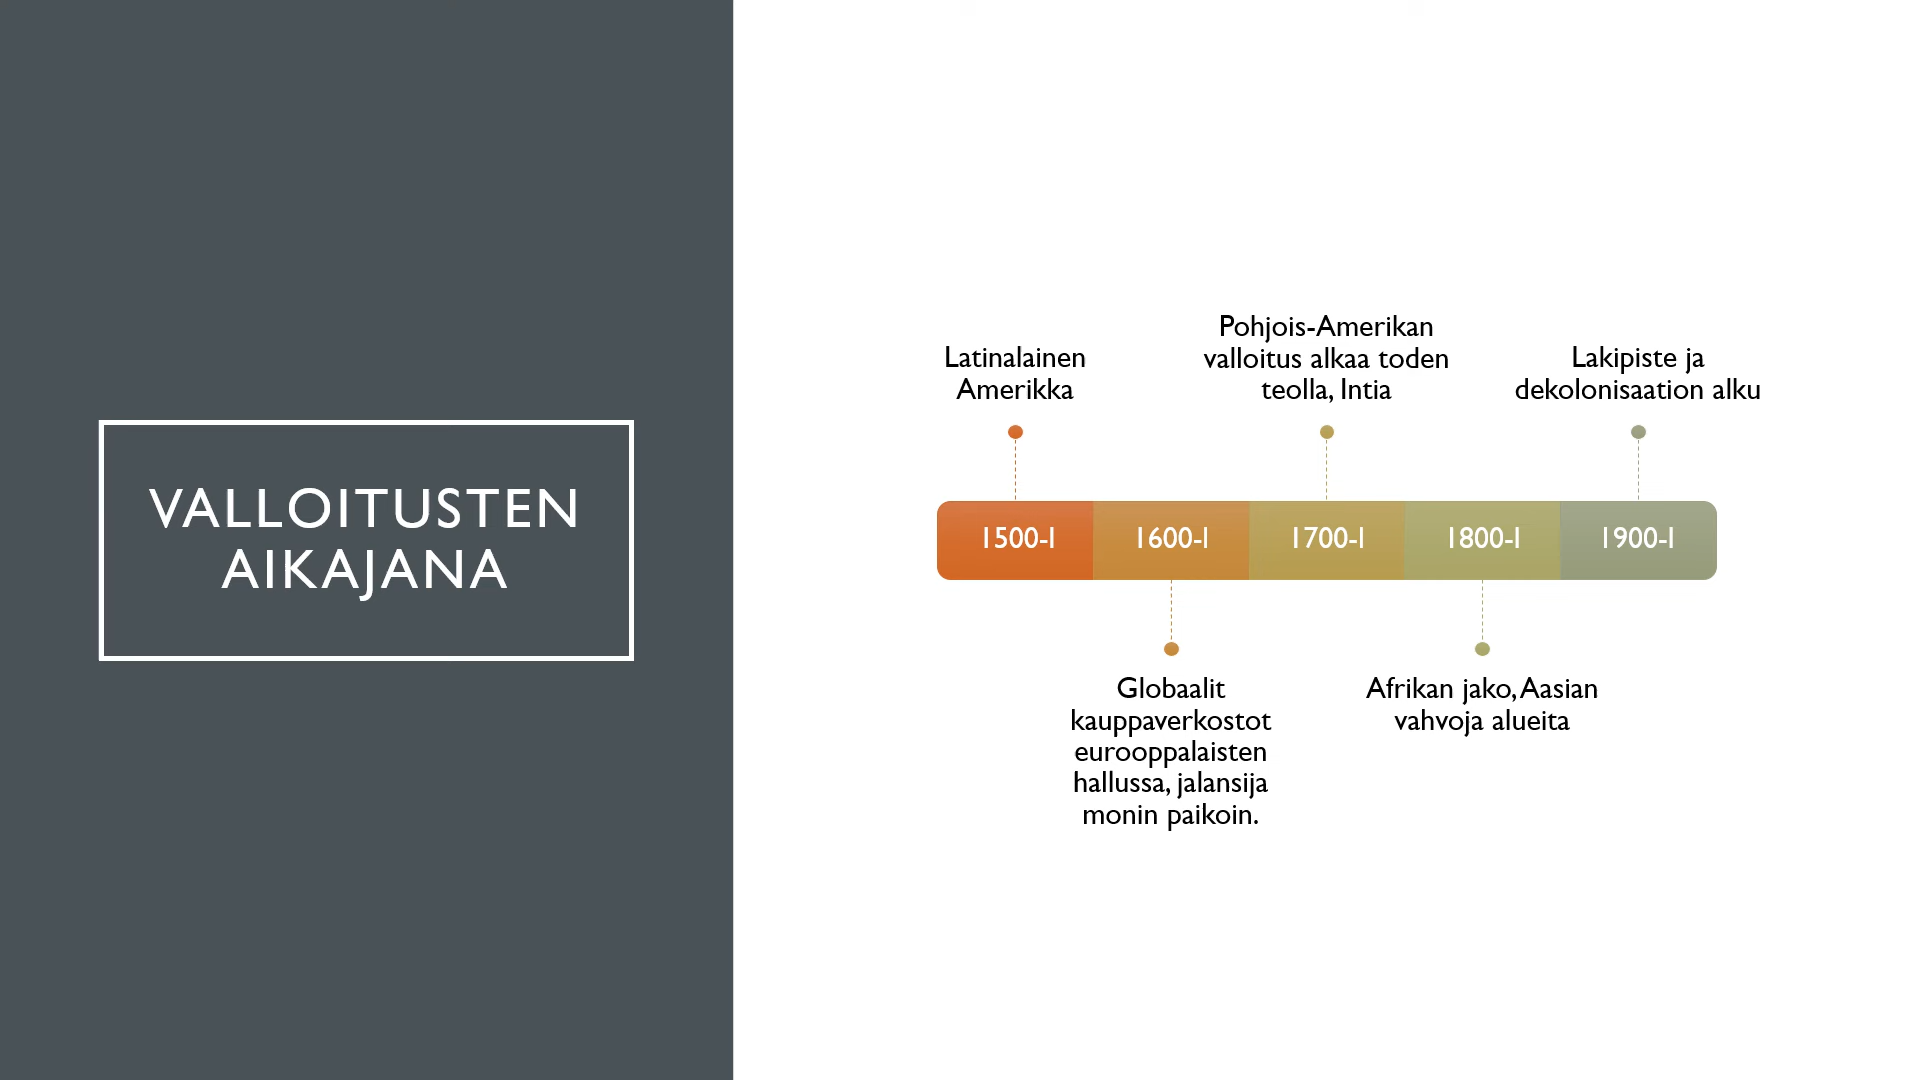 VALLOITUSTEN
AIKAJANA
Latinalainen
Amerikka
Pohjois-Amerikan
valloitus alkaa toden
teolla, Intia
Lakipiste ja
dekolonisaation alku
1500-l
1600-l
1700-l
1800-l
1900-l
Globaalit
kauppaverkostot
eurooppalaisten
hallussa, jalansija
monin paikoin.
Afrikan jako, Aasian
vahvoja alueita